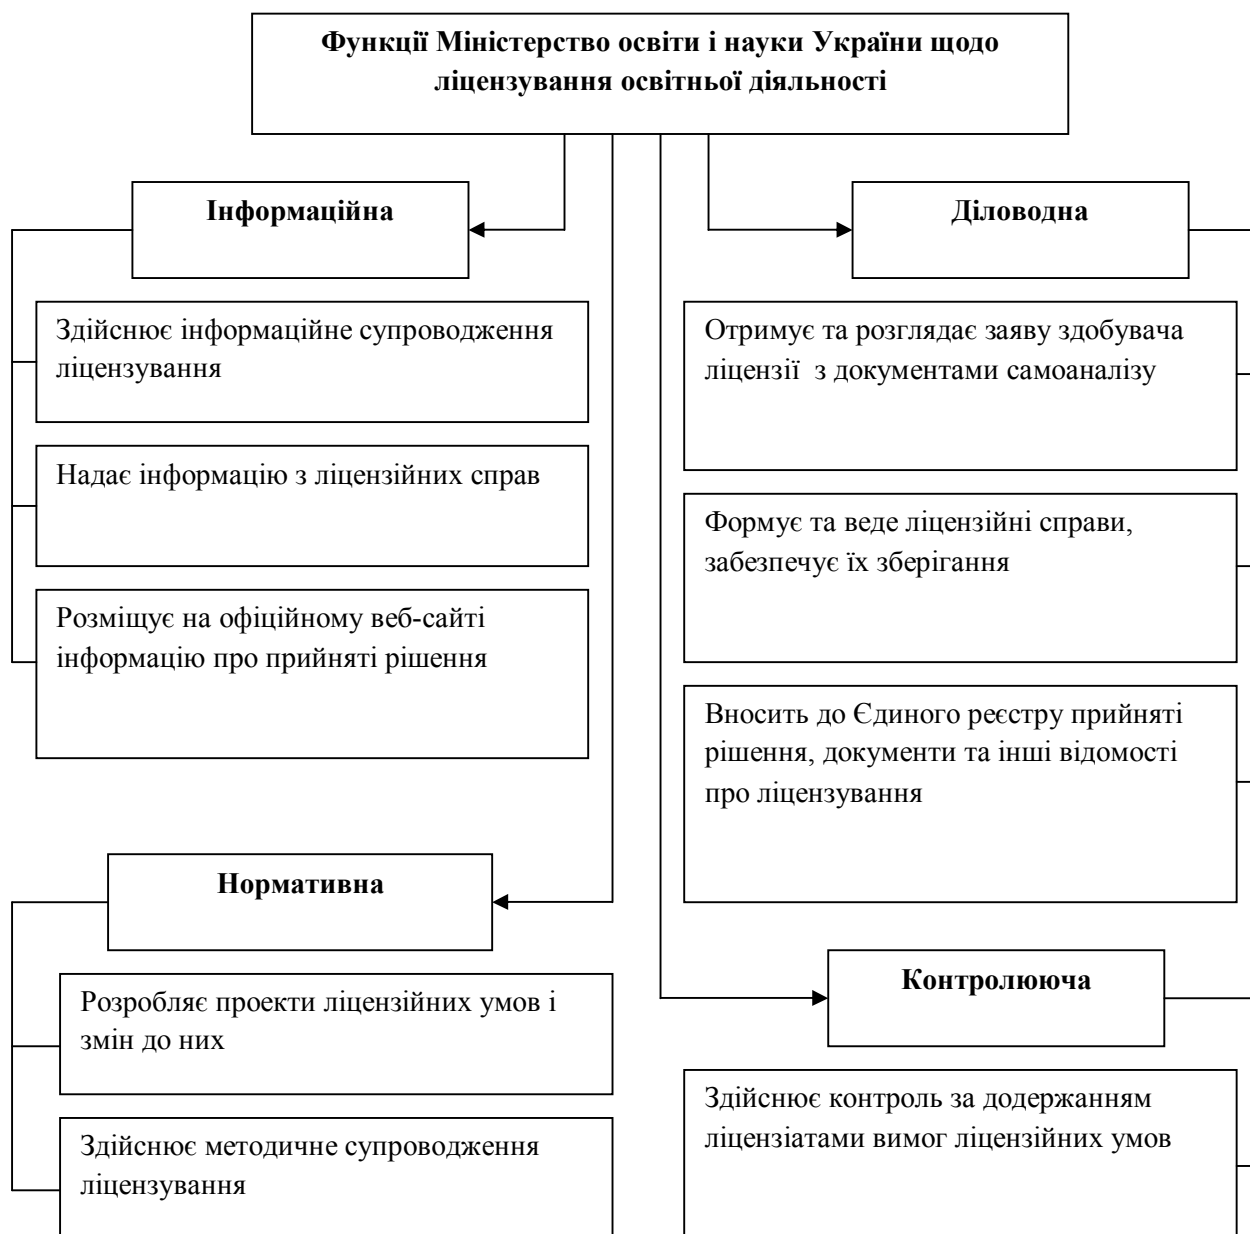 Функції Міністерство освіти і науки України щодо
ліцензування освітньої діяльності
Інформаційна
Здійснює інформаційне супроводження
ліцензування
Надає інформацію з ліцензійних справ
Розміщує на офіційному веб-сайті
інформацію про прийняті рішення
Нормативна
Розробляє проекти ліцензійних умов і
змін до них
Здійснює методичне супроводження
ліцензування
Діловодна
Отримує та розглядає заяву здобувача
ліцензії з документами самоаналізу
Формує та веде ліцензійні справи,
забезпечує їх зберігання
Вносить до Єдиного реєстру прийняті
рішення, документи та інші відомості
про ліцензування
Контролююча
Здійснює контроль за додержанням
ліцензіатами вимог ліцензійних умов